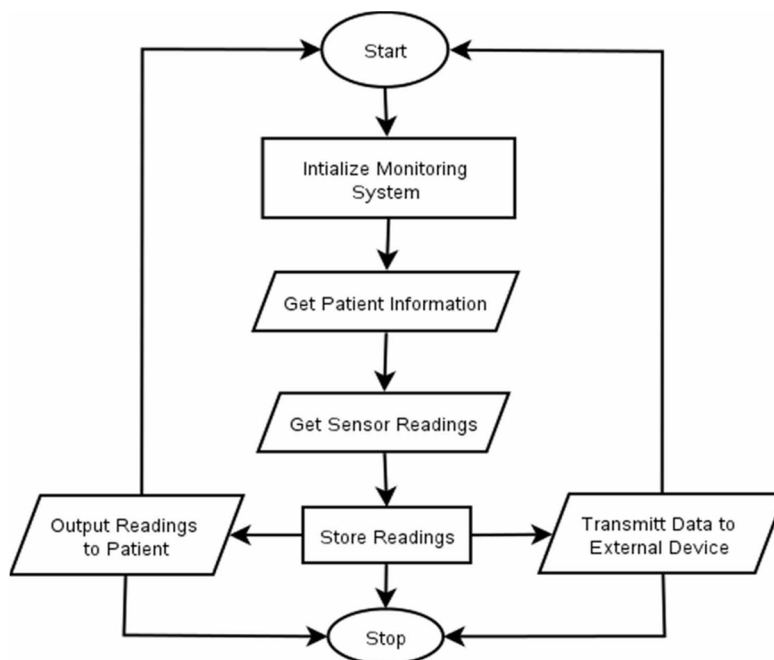 Start
Intialize Monitoring
System
Get Patient Information
Get Sensor Readings
Output Readings
to Patient
Store Readings
Transmitt Data to
External Device
Stop